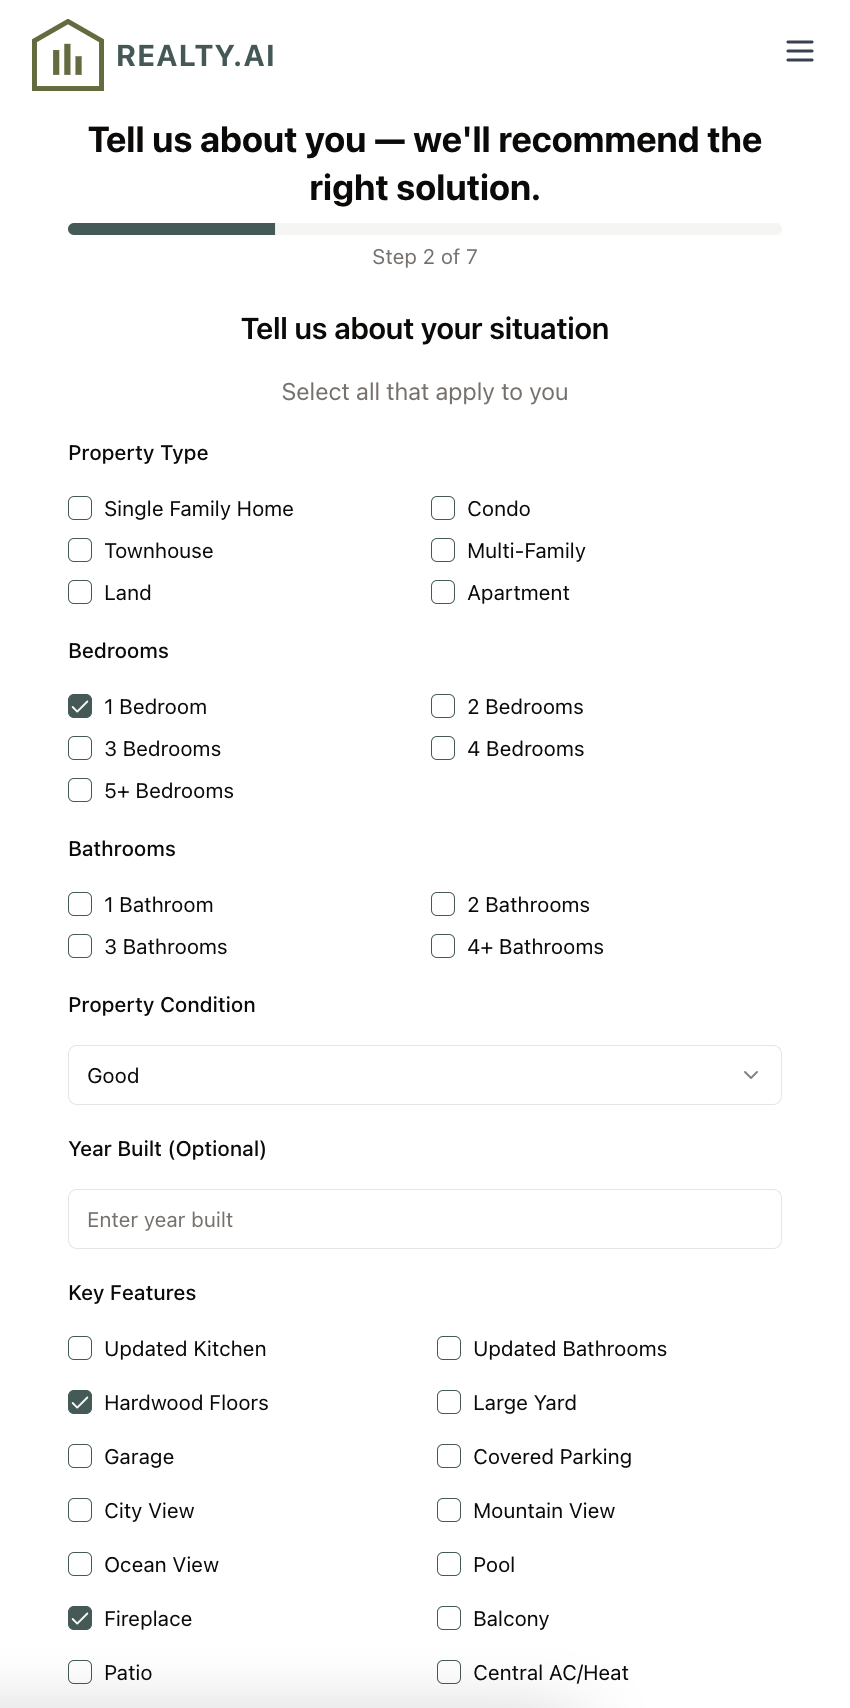 REALTY.AI
Tell us about you — we'll recommend the
right solution.
Step 2 of 7
Tell us about your situation
Select all that apply to you
Property Type
Single Family Home
Condo
Townhouse
Multi-Family
Land
Apartment
Bedrooms
1 Bedroom
2 Bedrooms
3 Bedrooms
4 Bedrooms
5+ Bedrooms
Bathrooms
1 Bathroom
2 Bathrooms
3 Bathrooms
4+ Bathrooms
Property Condition
Good
Year Built (Optional)
Enter year built
Key Features
Updated Kitchen
Updated Bathrooms
Hardwood Floors
Large Yard
Garage
Covered Parking
City View
Mountain View
Ocean View
Pool
Fireplace
Balcony
Patio
Central AC/Heat